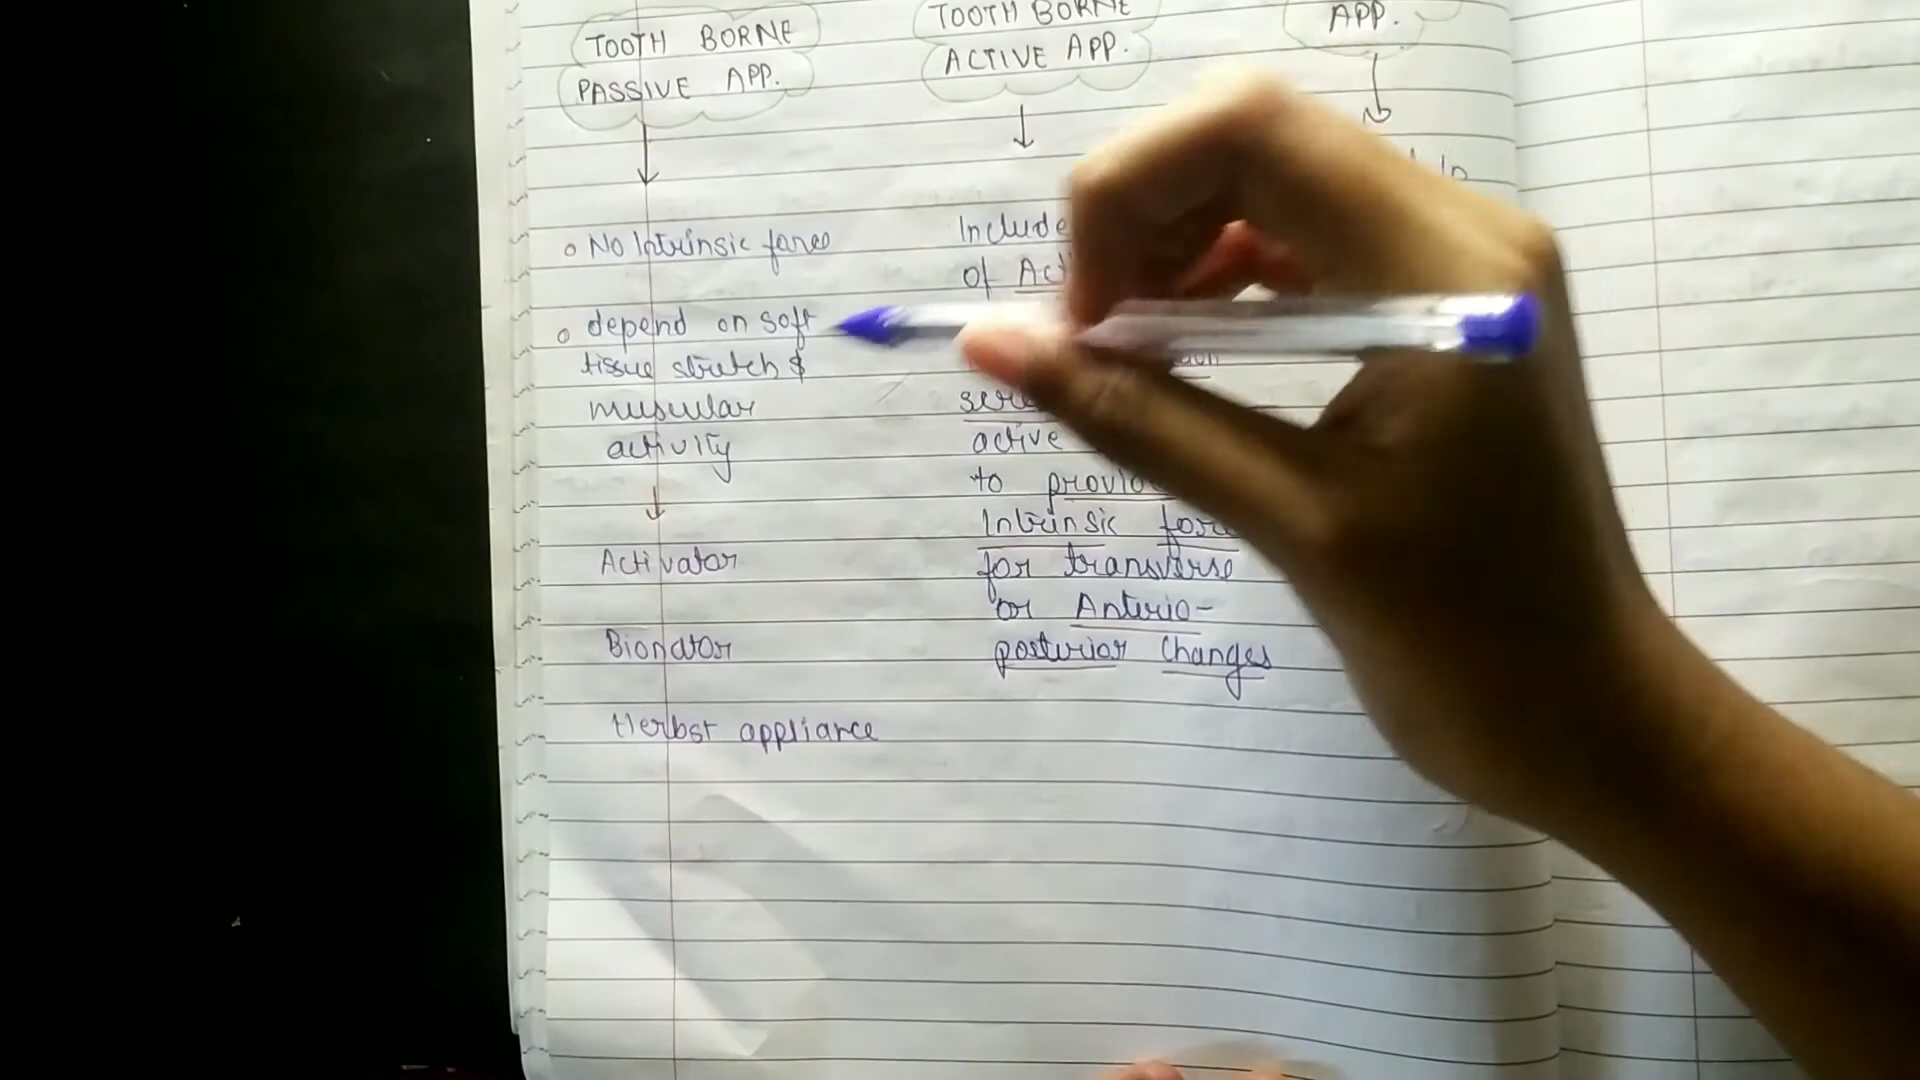 TOOTH BORNE
PASSIVE APP.
No Intrinsic force
depend on soft
tissue stretch &
muscular
activity
Activator
Bionator
Herbst appliance
TOOTH BORNE
ACTIVE APP.
Include
of
active
to
Intrinsic
for transverse
or Anterio-
posterior changes
APP.